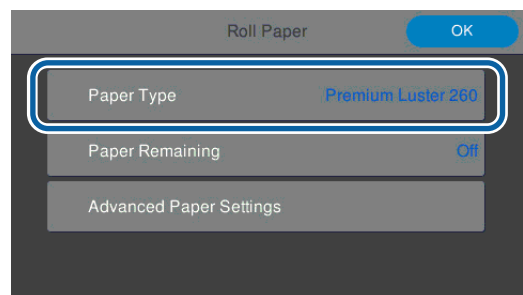 Roll Paper OK
Paper Type Premium Luster 260
Paper Remaining Off
Advanced Paper Settings